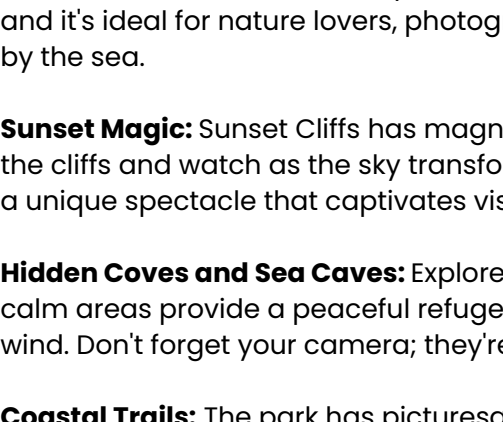 and it's ideal for nature lovers, photog
by the sea.
Sunset Magic: Sunset Cliffs has magn
the cliffs and watch as the sky transfo
a unique spectacle that captivates vis
Hidden Coves and Sea Caves: Explore
calm areas provide a peaceful refuge
wind. Don't forget your camera; they're
Coastal Trails: The park has picturesq